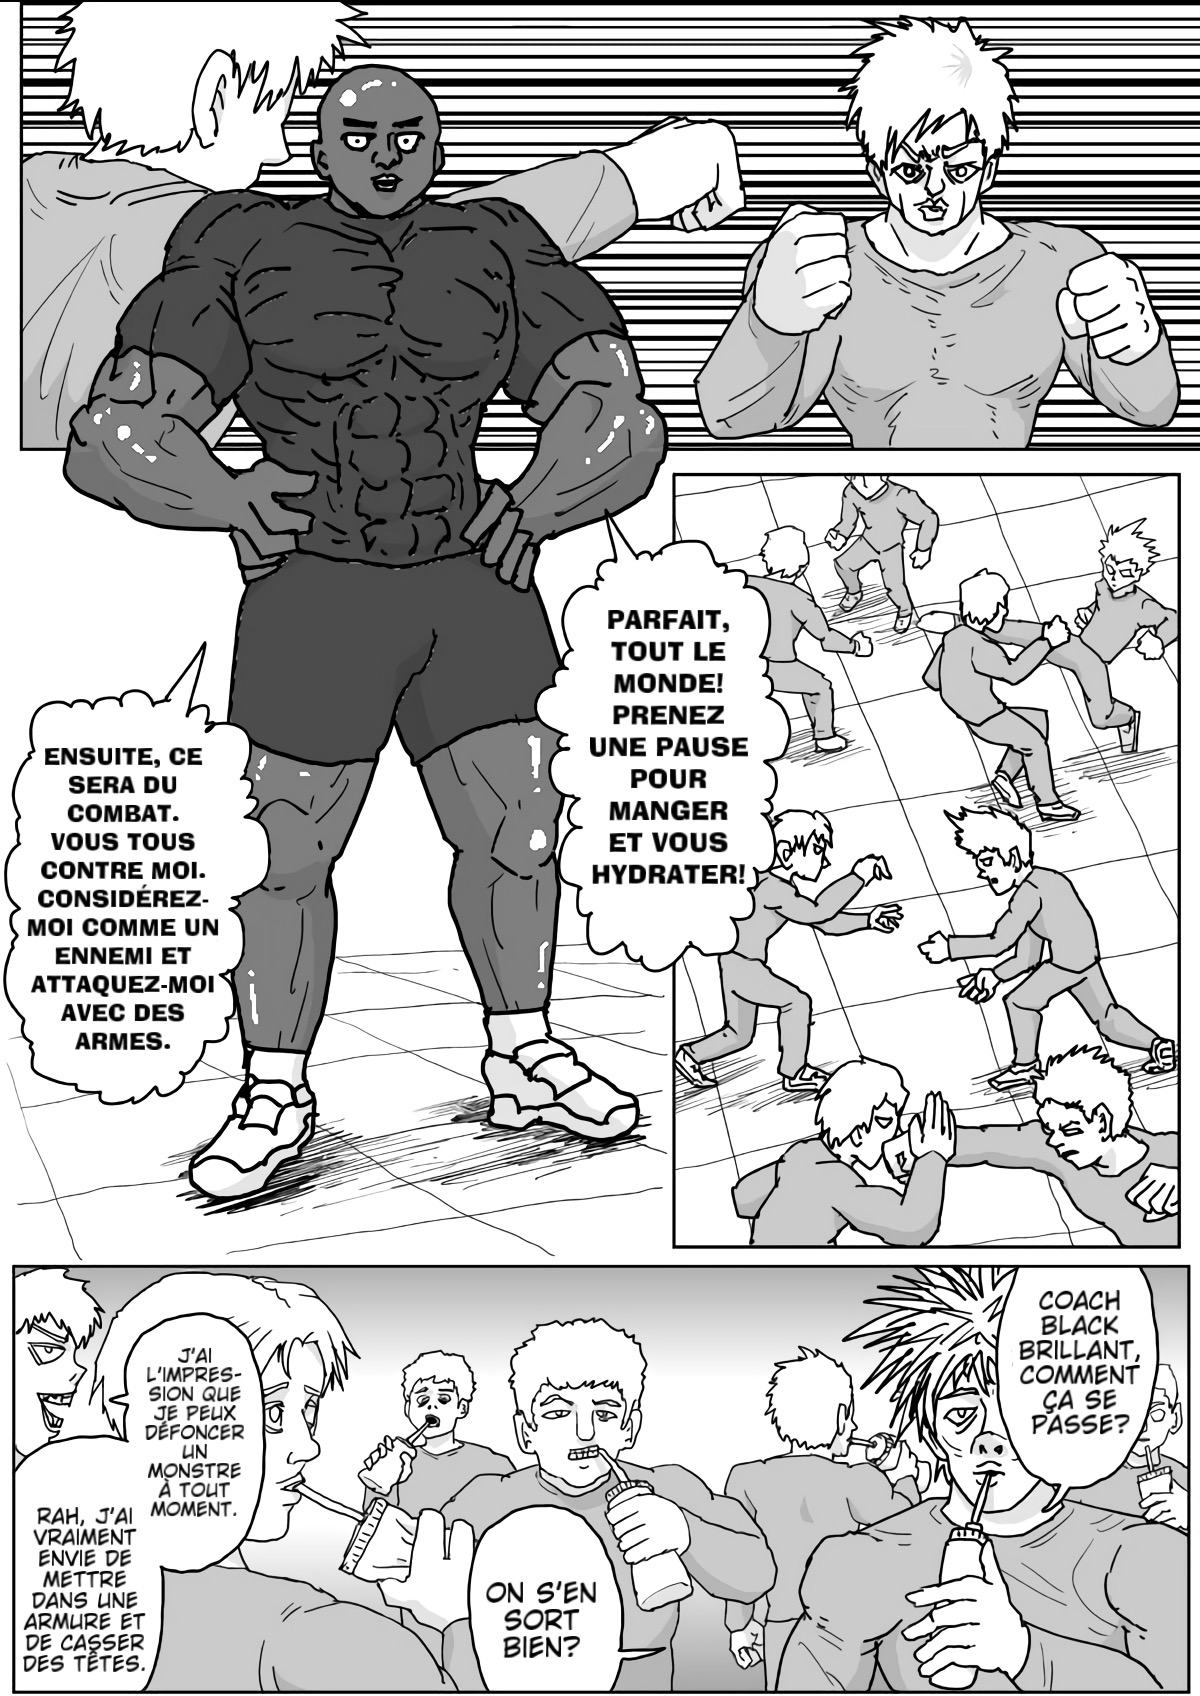 PARFAIT,
TOUT LE
MONDE!
PRENEZ
UNE PAUSE
POUR
MANGER
ET VOUS
HYDRATER!
ENSUITE, CE
SERA DU
COMBAT.
VOUS TOUS
CONTRE MOI.
CONSIDÉREZ-
MOI COMME UN
ENNEMI ET
ATTAQUEZ-MOI
AVEC DES
ARMES.
J'AI
L'IMPRES-
SION QUE
JE PEUX
DÉFONCER
UN
MONSTRE
À TOUT
MOMENT.
RAH, J'AI
VRAIMENT
ENVIE DE
METTRE
DANS UNE
ARMURE ET
DE CASSER
DES TÊTES.
ON S'EN
SORT
BIEN?
COACH
BLACK
BRILLANT,
COMMENT
ÇA SE
PASSE?